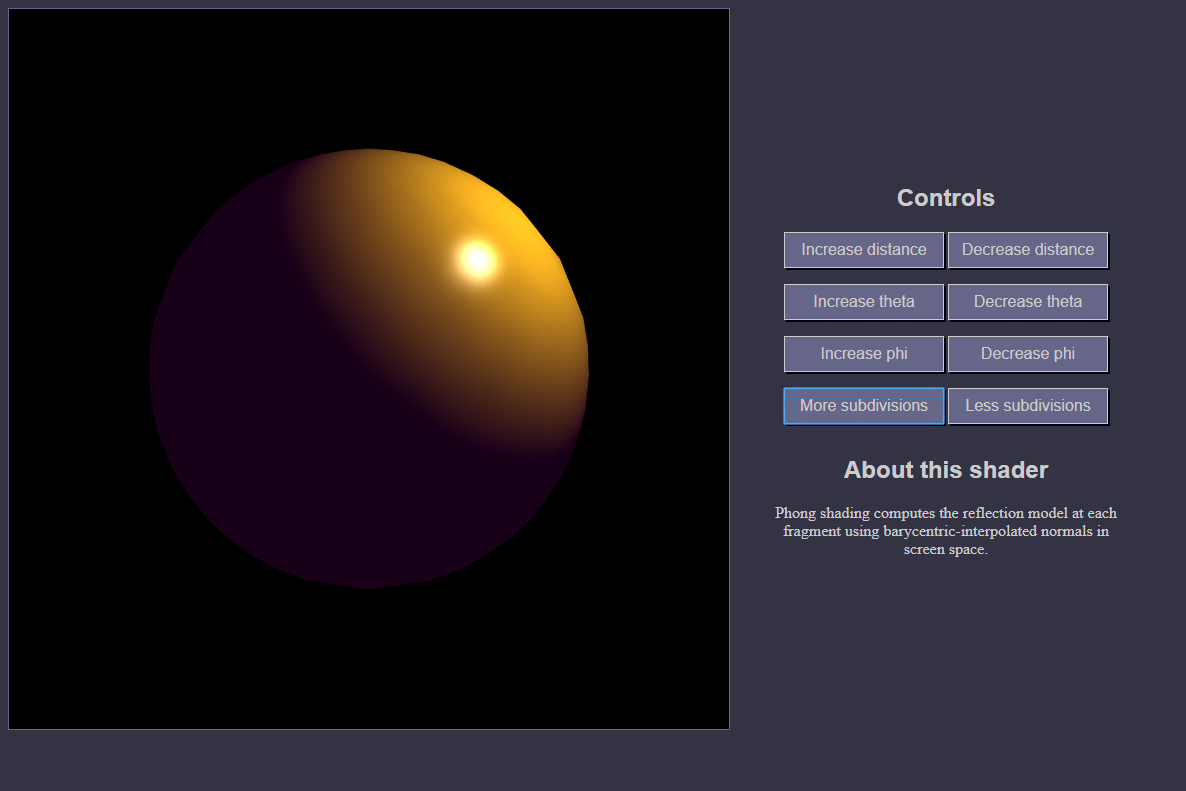 Controls
Increase distance Decrease distance
Increase theta Decrease theta
Increase phi Decrease phi
More subdivisions Less subdivisions
About this shader
Phong shading computes the reflection model at each
fragment using barycentric-interpolated normals in
screen space.